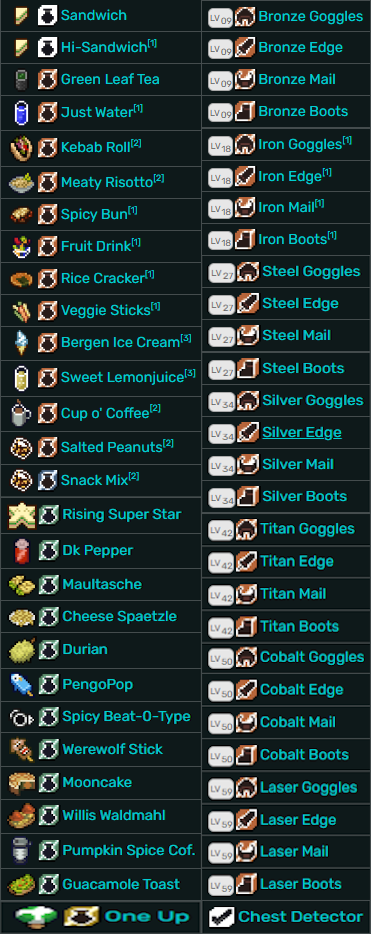 Sandwich
Hi-Sandwich[1]
Green Leaf Tea
Just Water[1]
Kebab Roll[2]
Meaty Risotto[2]
Spicy Bun[1]
Fruit Drink[1]
Rice Cracker[1]
Veggie Sticks[1]
Bergen Ice Cream[3]
Sweet Lemonjuice[3]
Cup o' Coffee[2]
Salted Peanuts[2]
Snack Mix[2]
Rising Super Star
Dk Pepper
Maultasche
Cheese Spaetzle
Durian
PengoPop
Spicy Beat-O-Type
Werewolf Stick
Mooncake
Willis Waldmahl
Pumpkin Spice Cof.
Guacamole Toast
One Up
LV 09 Bronze Goggles
LV 09 Bronze Edge
LV 09 Bronze Mail
LV 09 Bronze Boots
LV 18 Iron Goggles[1]
LV 18 Iron Edge[1]
LV 18 Iron Mail[1]
LV 18 Iron Boots[1]
LV 27 Steel Goggles
LV 27 Steel Edge
LV 27 Steel Mail
LV 27 Steel Boots
LV 34 Silver Goggles
LV 34 Silver Edge
LV 34 Silver Mail
LV 34 Silver Boots
LV 42 Titan Goggles
LV 42 Titan Edge
LV 42 Titan Mail
LV 42 Titan Boots
LV 50 Cobalt Goggles
LV 50 Cobalt Edge
LV 50 Cobalt Mail
LV 50 Cobalt Boots
LV 59 Laser Goggles
LV 59 Laser Edge
LV 59 Laser Mail
LV 59 Laser Boots
Chest Detector